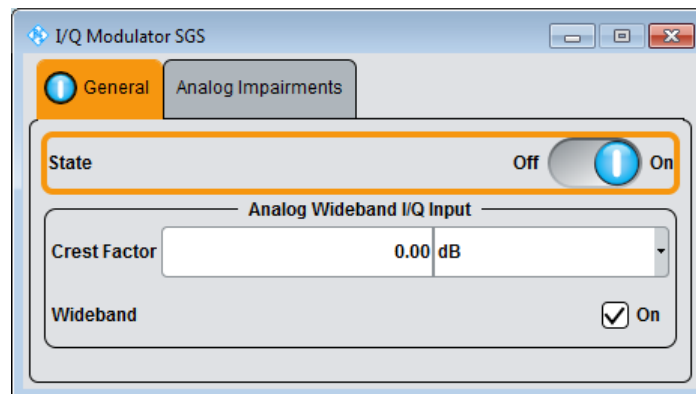 I/Q Modulator SGS
General
Analog Impairments
State Off On
Analog Wideband I/Q Input
Crest Factor 0.00 dB
Wideband On